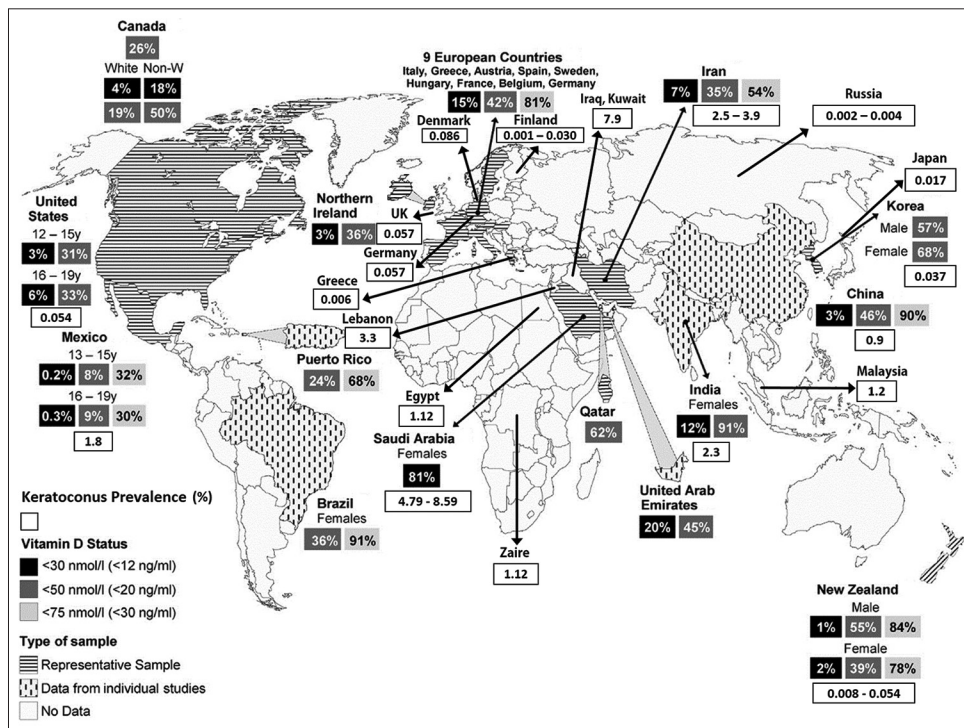 Canada
26%
White Non-W
4% 18%
19% 50%
9 European Countries
Italy, Greece, Austria, Spain, Sweden,
Hungary, France, Belgium, Germany
15% 42% 81%
Denmark
0.086
Finland
0.001 – 0.030
Iraq, Kuwait
7.9
Iran
7% 35% 54%
2.5 – 3.9
Russia
0.002 – 0.004
Japan
0.017
Korea
Male 57%
Female 68%
0.037
United
States
12 – 15y
3% 31%
16 – 19y
6% 33%
0.054
Northern
Ireland
3% 36%
UK
0.057
Germany
0.057
Greece
0.006
Lebanon
3.3
Mexico
13 – 15y
0.2% 8% 32%
16 – 19y
0.3% 9% 30%
1.8
Puerto Rico
24% 68%
Egypt
1.12
Saudi Arabia
Females
81%
4.79 - 8.59
Qatar
62%
India
Females
12% 91%
2.3
China
3% 46% 90%
0.9
Malaysia
1.2
Brazil
Females
36% 91%
Zaire
1.12
United Arab
Emirates
20% 45%
New Zealand
Male
1% 55% 84%
Female
2% 39% 78%
0.008 - 0.054
Keratoconus Prevalence (%)
Vitamin D Status
<30 nmol/l (<12 ng/ml)
<50 nmol/l (<20 ng/ml)
<75 nmol/l (<30 ng/ml)
Type of sample
Representative Sample
Data from individual studies
No Data